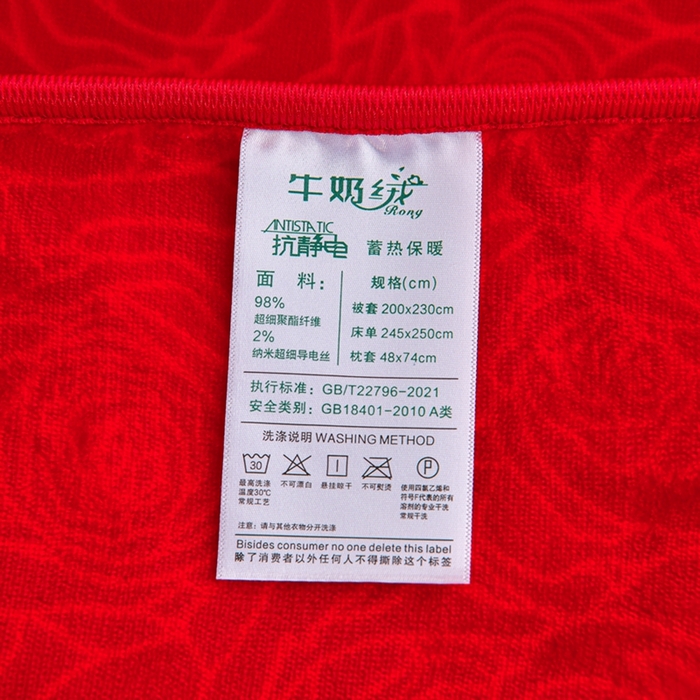 牛奶绒
Rong
ANTISTATIC
抗静电 蓄热保暖
面 料:
98%
超细聚酯纤维
2%
纳米超细导电丝
规格(cm)
被套 200x230cm
床单 245x250cm
枕套 48x74cm
执行标准: GB/T22796-2021
安全类别: GB18401-2010 A类
洗涤说明 WASHING METHOD
30
P
最高洗涤
温度30℃
常规工艺
不可漂白
悬挂晾干
不可熨烫
使用四氯乙烯和
符号F代表的所有
溶剂的专业干洗
常规干洗
注意: 请与其他衣物分开洗涤
Bisides consumer no one delete this label
除了消费者以外任何人不得撕除这个标签